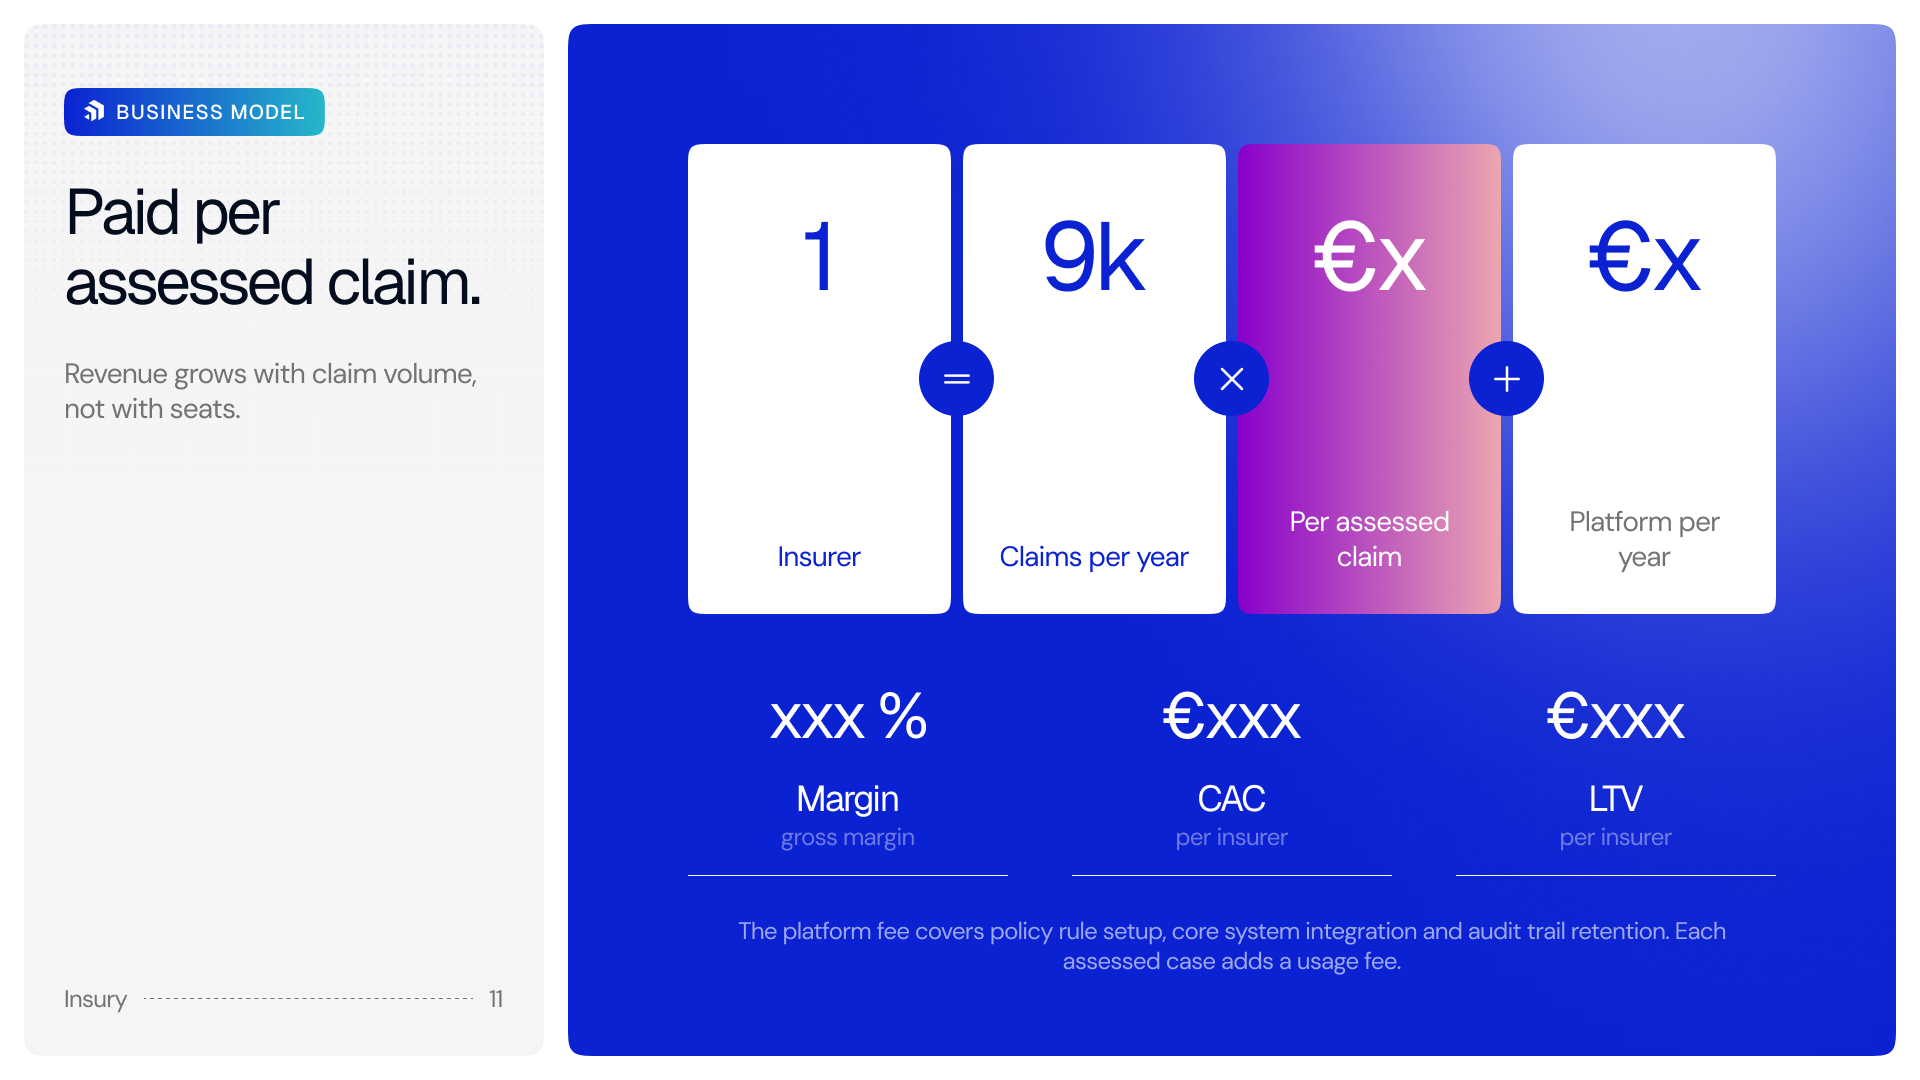 BUSINESS MODEL
Paid per
assessed claim.
Revenue grows with claim volume,
not with seats.
Insury
11
1
Insurer
=
9k
Claims per year
×
€x
Per assessed
claim
+
€x
Platform per
year
xxx %
Margin
gross margin
€xxx
CAC
per insurer
€xxx
LTV
per insurer
The platform fee covers policy rule setup, core system integration and audit trail retention. Each
assessed case adds a usage fee.